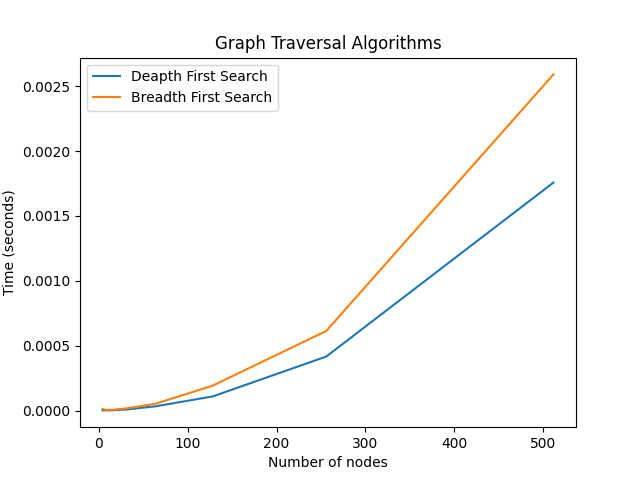 Graph Traversal Algorithms
Deapth First Search
Breadth First Search
0.0025
0.0020
0.0015
0.0010
0.0005
0.0000
Time (seconds)
0 100 200 300 400 500
Number of nodes